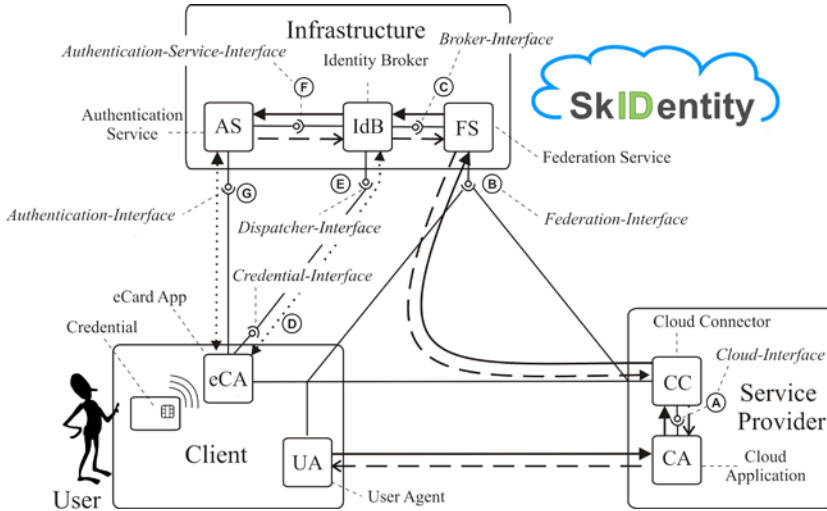 Infrastructure
Authentication-Service-Interface
Broker-Interface
Identity Broker
F
C
SkIDentity
Authentication
Service
AS
IdB
FS
Federation Service
G
E
B
Authentication-Interface
Dispatcher-Interface
Federation-Interface
Credential-Interface
eCard App
D
Credential
Cloud Connector
Cloud-Interface
eCA
CC
A
Service
Provider
Client
UA
CA
Cloud
Application
User
User Agent